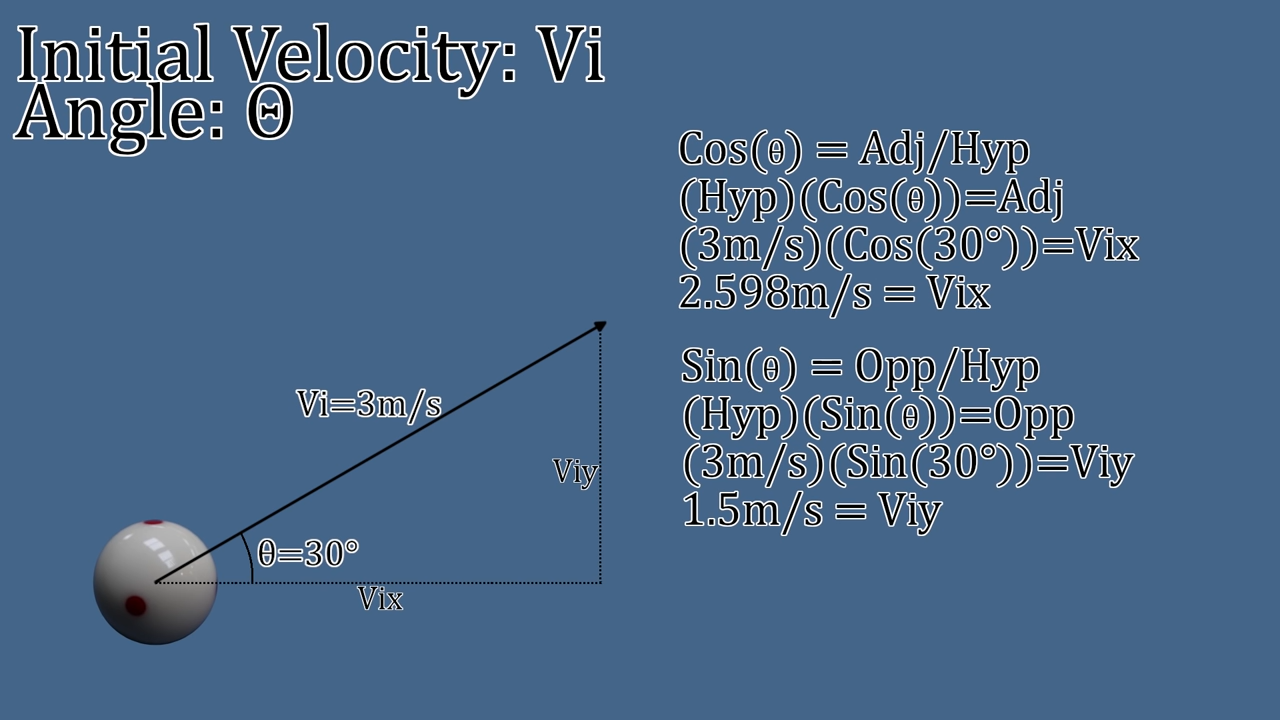 Initial Velocity: Vi
Angle: Θ
Cos(θ) = Adj/Hyp
(Hyp)(Cos(θ))=Adj
(3m/s)(Cos(30°))=Vix
2.598m/s = Vix
Sin(θ) = Opp/Hyp
(Hyp)(Sin(θ))=Opp
(3m/s)(Sin(30°))=Viy
1.5m/s = Viy
Vi=3m/s
Viy
θ=30°
Vix